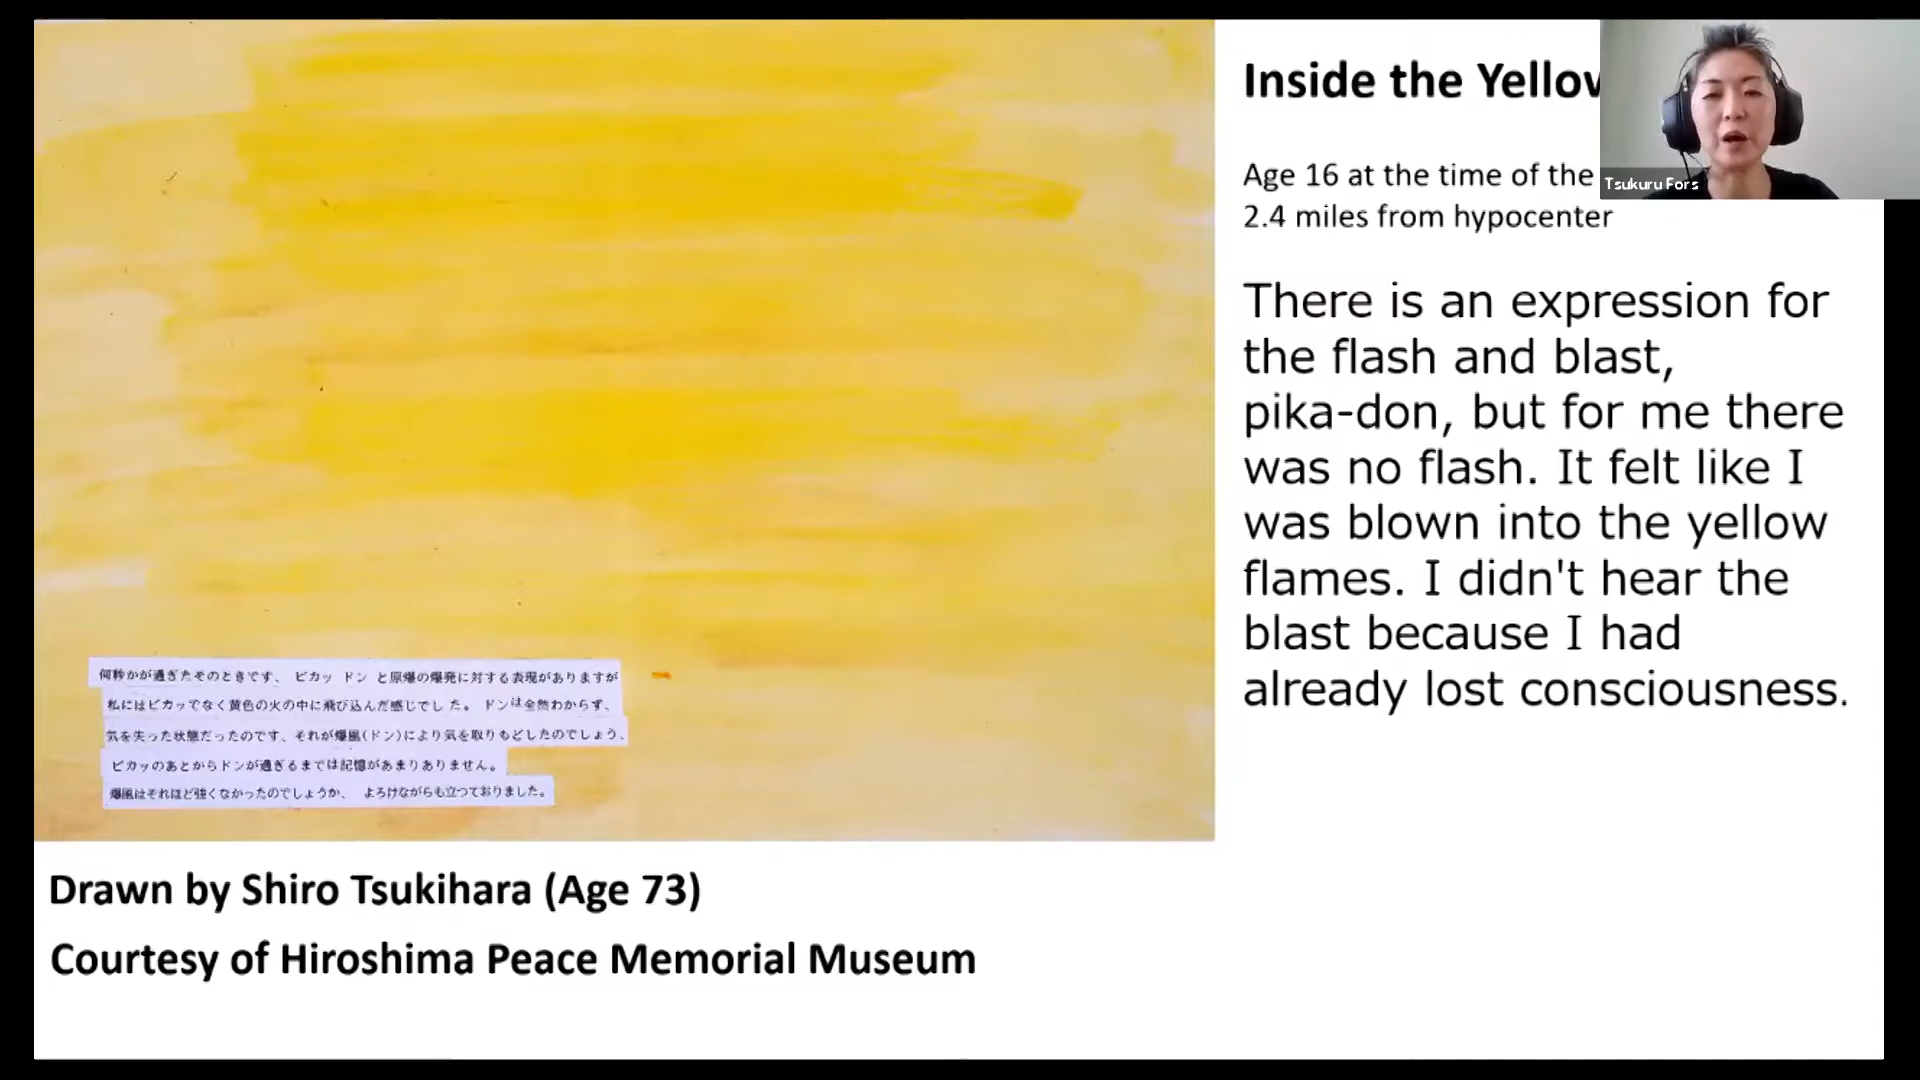 Inside the Yellow
Tsukuru Fors
Age 16 at the time of the
2.4 miles from hypocenter
There is an expression for
the flash and blast,
pika-don, but for me there
was no flash. It felt like I
was blown into the yellow
flames. I didn't hear the
blast because I had
already lost consciousness.
何秒かが過ぎたそのときです、 ピカッ ドン と原爆の爆発に対する表現がありますが
私にはピカッでなく黄色の火の中に飛び込んだ感じでした。 ドンは全然わからず、
気を失った状態だったのです、それが爆風(ドン)により気を取りもどしたのでしょう、
ピカッのあとからドンが過ぎるまでは記憶があまりありません。
爆風はそれほど強くなかったのでしょうか、 よろけながらも立つておりました。
Drawn by Shiro Tsukihara (Age 73)
Courtesy of Hiroshima Peace Memorial Museum